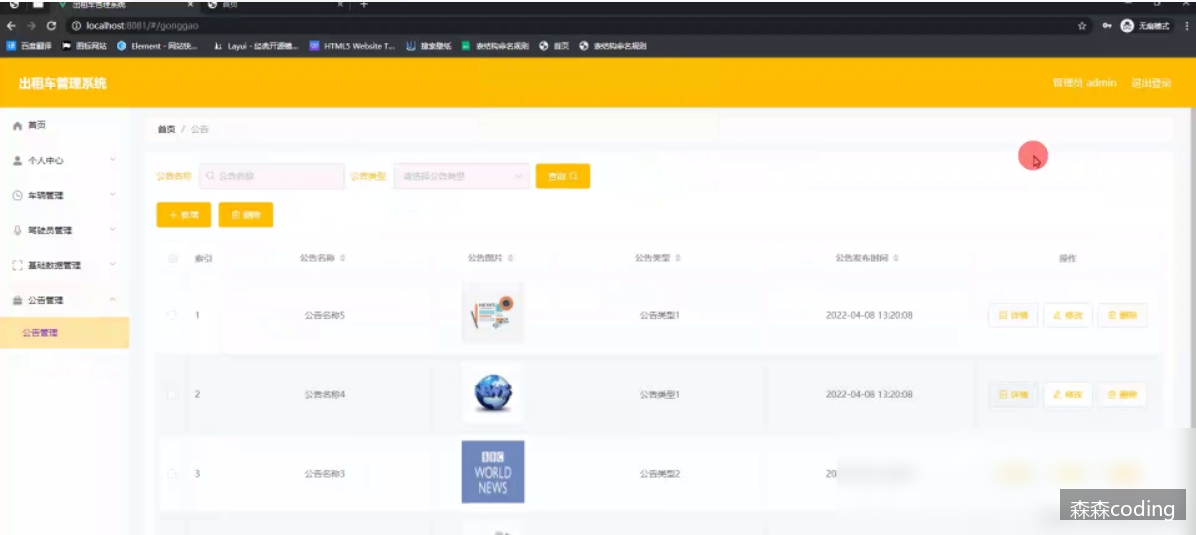 出租车管理系统
首页
localhost:8081/#/gonggao
无痕模式
百度翻译
图标网站
Element - 网站快...
Layui - 经典开源模...
HTML5 Website T...
搜索壁纸
表结构命名规则
首页
表结构命名规则
出租车管理系统
管理员 admin
退出登录
首页
首页 / 公告
个人中心
公告名称
公告名称
公告类型
请选择公告类型
查询
车辆管理
新增
删除
驾驶员管理
基础数据管理
索引
公告名称
公告图片
公告类型
公告发布时间
操作
公告管理
公告管理
1
公告名称5
NEWS
公告类型1
2022-04-08 13:20:08
详情
修改
删除
2
公告名称4
NEWS
公告类型1
2022-04-08 13:20:08
详情
修改
删除
3
公告名称3
BBC
WORLD
NEWS
公告类型2
20
森森coding